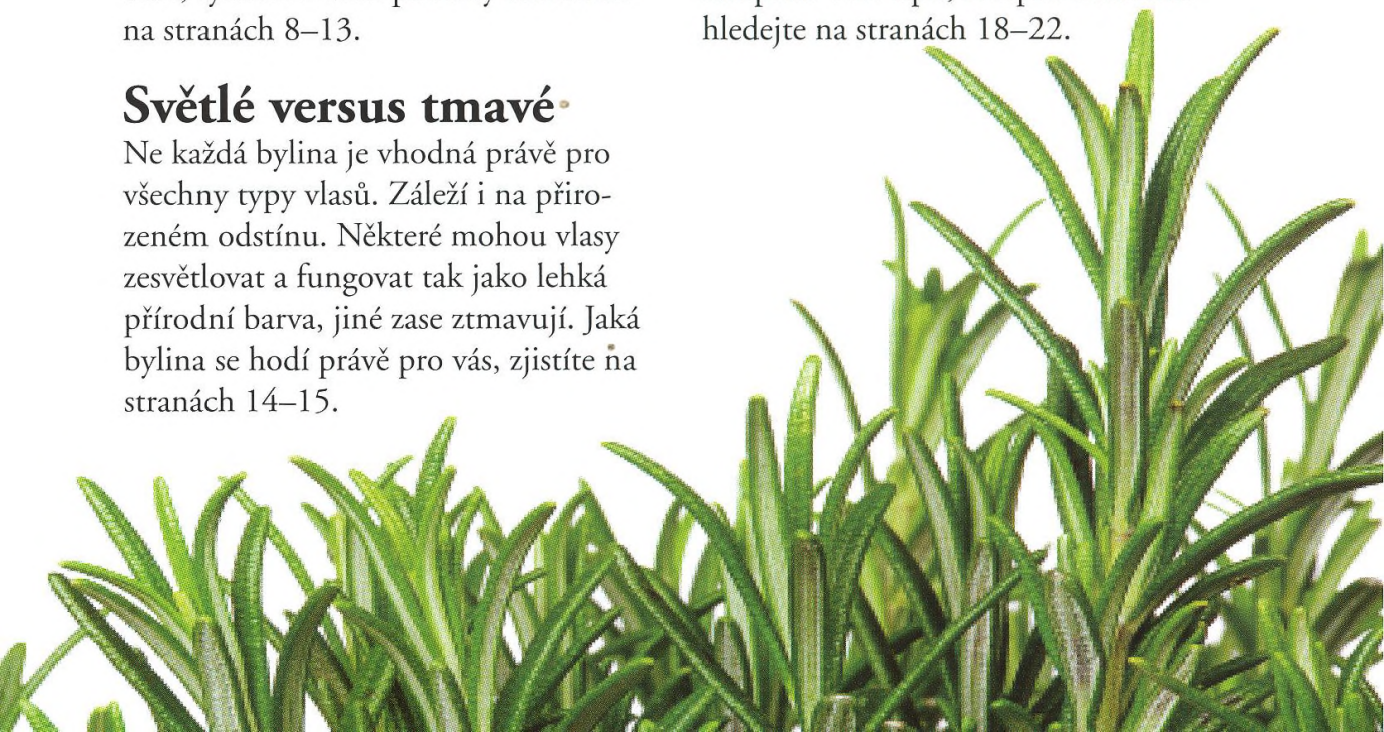 na stranách 8–13.
Světlé versus tmavé
Ne každá bylina je vhodná právě pro
všechny typy vlasů. Záleží i na přiro-
zeném odstínu. Některé mohou vlasy
zesvětlovat a fungovat tak jako lehká
přírodní barva, jiné zase ztmavují. Jaká
bylina se hodí právě pro vás, zjistíte na
stranách 14–15.
hledejte na stranách 18–22.